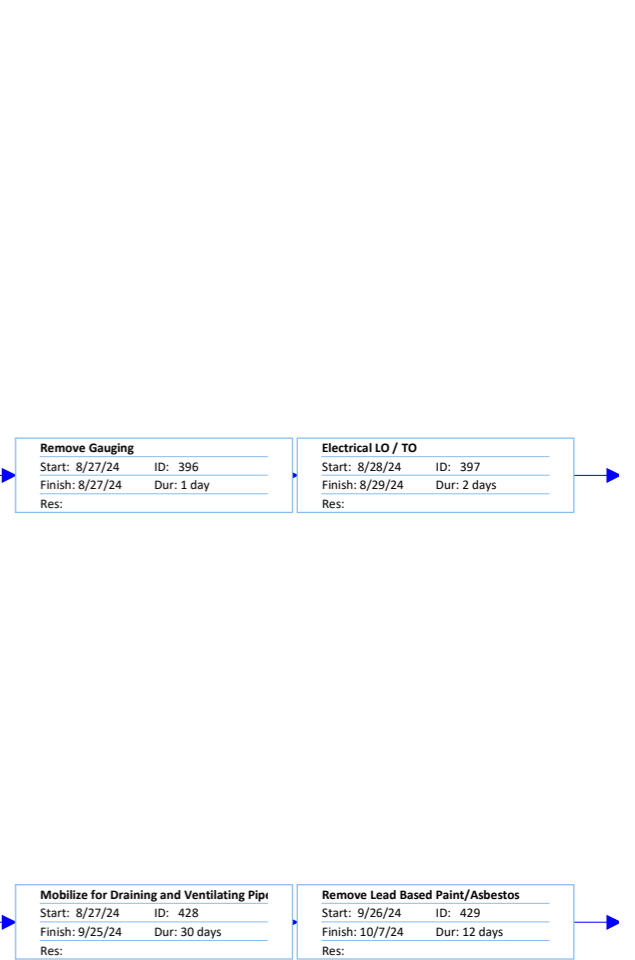 Remove Gauging
Start: 8/27/24 ID: 396
Finish: 8/27/24 Dur: 1 day
Res:
Electrical LO / TO
Start: 8/28/24 ID: 397
Finish: 8/29/24 Dur: 2 days
Res:
Mobilize for Draining and Ventilating Pipe
Start: 8/27/24 ID: 428
Finish: 9/25/24 Dur: 30 days
Res:
Remove Lead Based Paint/Asbestos
Start: 9/26/24 ID: 429
Finish: 10/7/24 Dur: 12 days
Res: